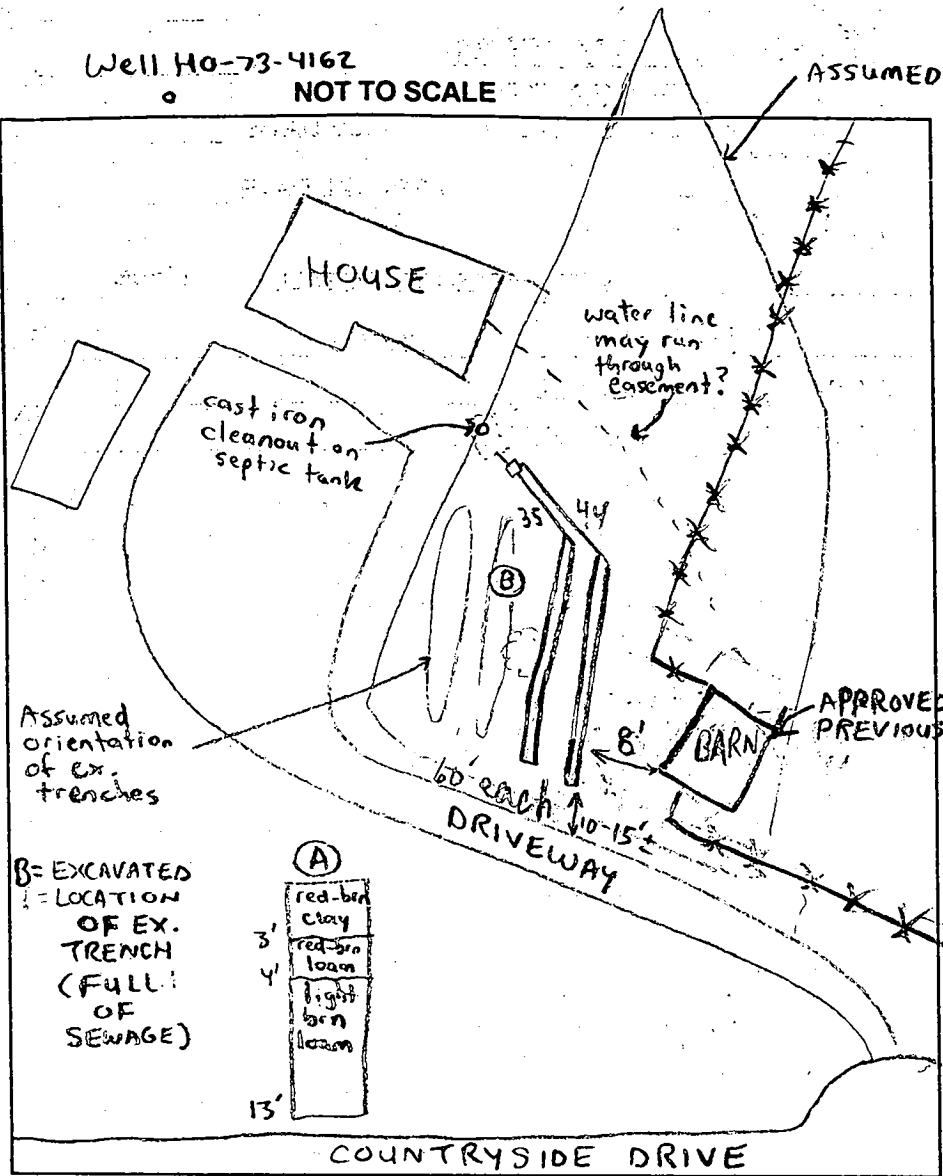 Well HO-73-4162
NOT TO SCALE
ASSUMED
HOUSE
water line
may run
through
easement?
cast iron
cleanout on
septic tank
35
44
B
Assumed
orientation
of ex.
trenches
8'
BARN
APPROVED
PREVIOUS
60' each
10-15'±
DRIVEWAY
B= EXCAVATED
= LOCATION
OF EX.
TRENCH
(FULL
OF
SEWAGE)
A
red-brn
clay
3'
red-brn
loam
4'
light
brn
loam
13'
COUNTRYSIDE DRIVE